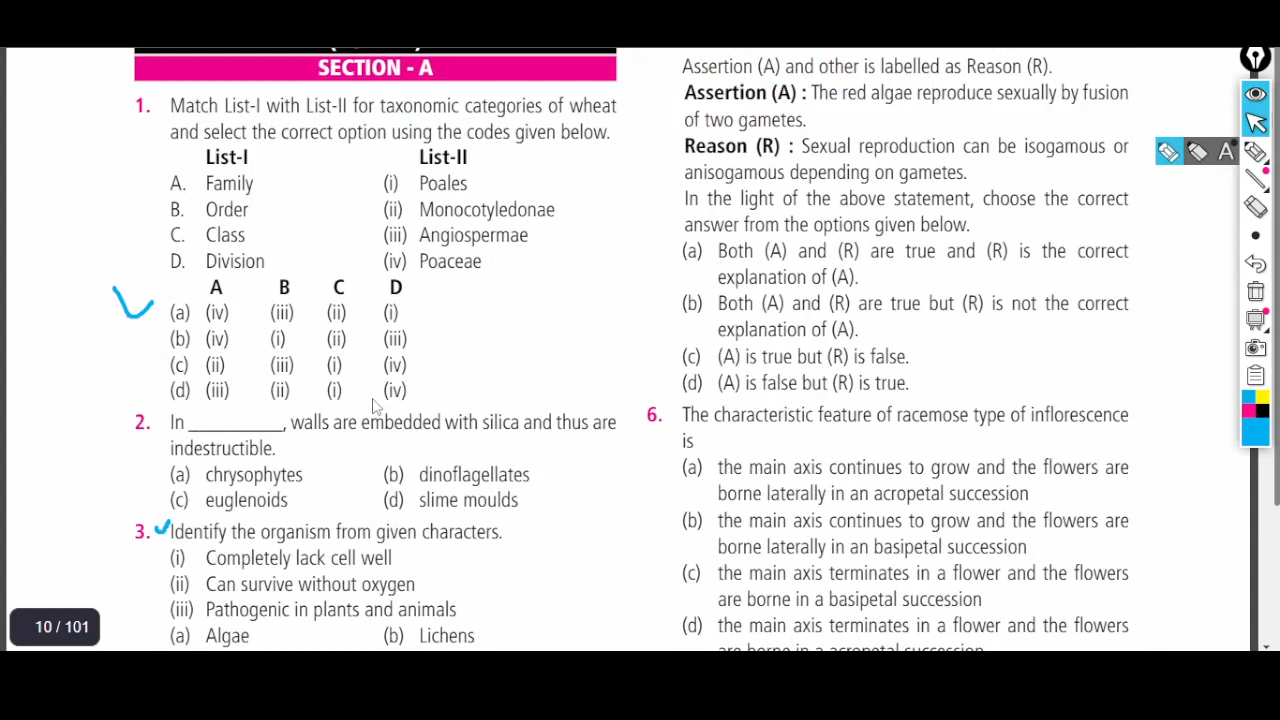 SECTION - A
1. Match List-I with List-II for taxonomic categories of wheat
and select the correct option using the codes given below.
List-I List-II
A. Family (i) Poales
B. Order (ii) Monocotyledonae
C. Class (iii) Angiospermae
D. Division (iv) Poaceae
A B C D
(a) (iv) (iii) (ii) (i)
(b) (iv) (i) (ii) (iii)
(c) (ii) (iii) (i) (iv)
(d) (iii) (ii) (i) (iv)
2. In __________, walls are embedded with silica and thus are
indestructible.
(a) chrysophytes (b) dinoflagellates
(c) euglenoids (d) slime moulds
3. Identify the organism from given characters.
(i) Completely lack cell well
(ii) Can survive without oxygen
(iii) Pathogenic in plants and animals
(a) Algae (b) Lichens
10 / 101
Assertion (A) and other is labelled as Reason (R).
Assertion (A) : The red algae reproduce sexually by fusion
of two gametes.
Reason (R) : Sexual reproduction can be isogamous or
anisogamous depending on gametes.
In the light of the above statement, choose the correct
answer from the options given below.
(a) Both (A) and (R) are true and (R) is the correct
explanation of (A).
(b) Both (A) and (R) are true but (R) is not the correct
explanation of (A).
(c) (A) is true but (R) is false.
(d) (A) is false but (R) is true.
6. The characteristic feature of racemose type of inflorescence
is
(a) the main axis continues to grow and the flowers are
borne laterally in an acropetal succession
(b) the main axis continues to grow and the flowers are
borne laterally in an basipetal succession
(c) the main axis terminates in a flower and the flowers
are borne in a basipetal succession
(d) the main axis terminates in a flower and the flowers
are borne in a acropetal succession
A